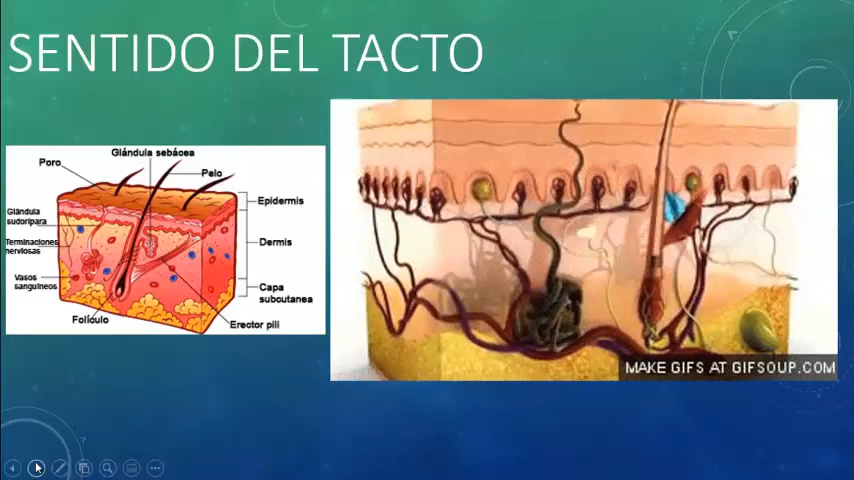 SENTIDO DEL TACTO
Glándula sebácea
Poro
Pelo
Epidermis
Glándula
sudorípara
Dermis
Terminaciones
nerviosas
Vasos
sanguíneos
Capa
subcutanea
Folículo
Erector pili
MAKE GIFS AT GIFSOUP.COM